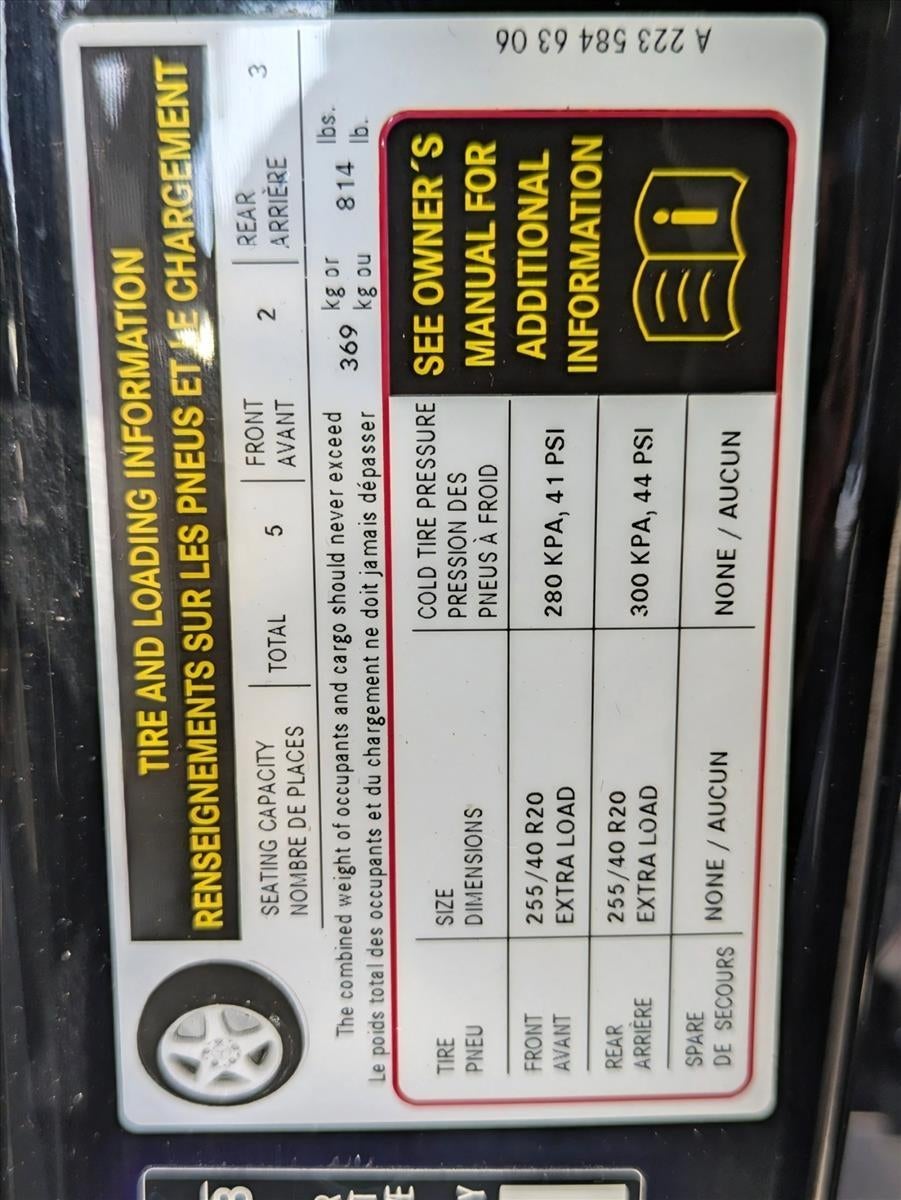 TIRE AND LOADING INFORMATION
RENSEIGNEMENTS SUR LES PNEUS ET LE CHARGEMENT
SEATING CAPACITY
NOMBRE DE PLACES
TOTAL 5
FRONT
AVANT
2
REAR
ARRIÈRE
3
The combined weight of occupants and cargo should never exceed 369 kg or 814 lbs.
Le poids total des occupants et du chargement ne doit jamais dépasser kg ou lb.
TIRE
PNEU
SIZE
DIMENSIONS
COLD TIRE PRESSURE
PRESSION DES
PNEUS À FROID
FRONT
AVANT
255/40 R20
EXTRA LOAD
280 KPA, 41 PSI
REAR
ARRIÈRE
255/40 R20
EXTRA LOAD
300 KPA, 44 PSI
SPARE
DE SECOURS
NONE / AUCUN
NONE / AUCUN
SEE OWNER´S
MANUAL FOR
ADDITIONAL
INFORMATION
i
A 223 584 63 06